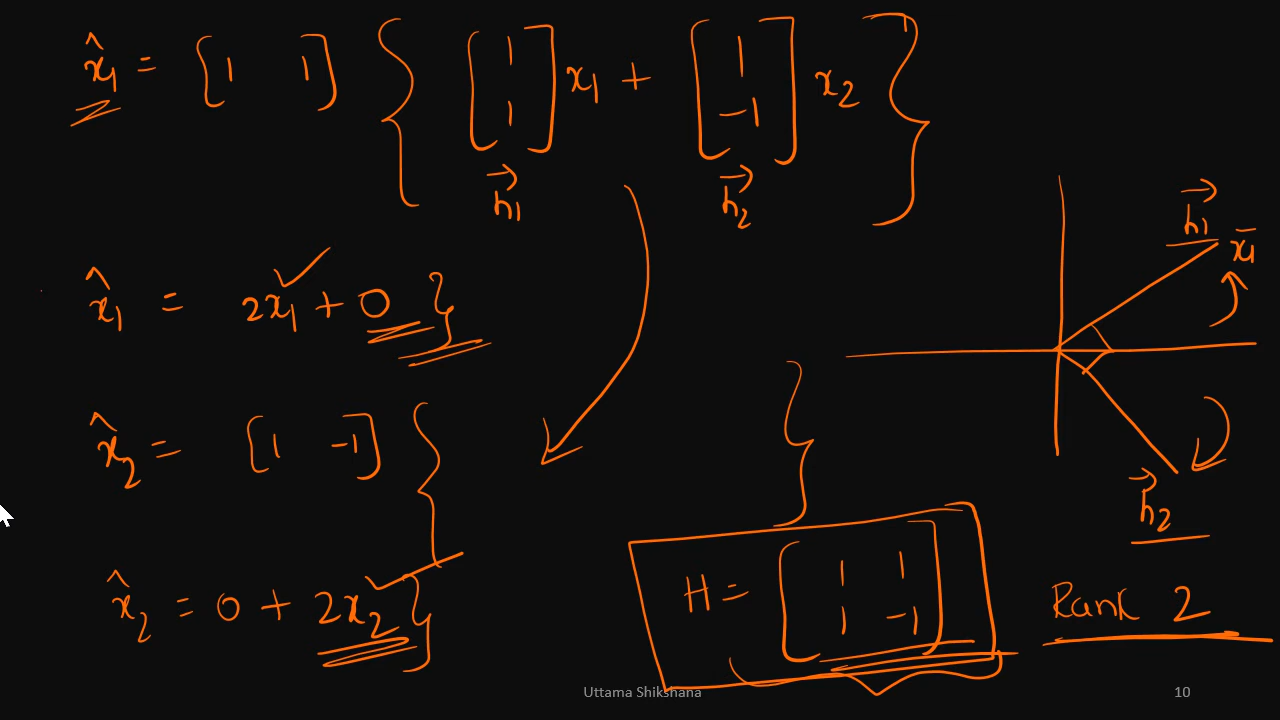 x̂₁ = [1 1] { [1 1] x₁ + [1 -1] x₂ }
h⃗₁ h⃗₂
h⃗₁
x̄₁
x̂₁ = 2x₁ + 0 }
x̂₂ = [1 -1] {
h⃗₂
x̂₂ = 0 + 2x₂ }
H = [1 1
1 -1]
Rank 2
Uttama Shikshana
10